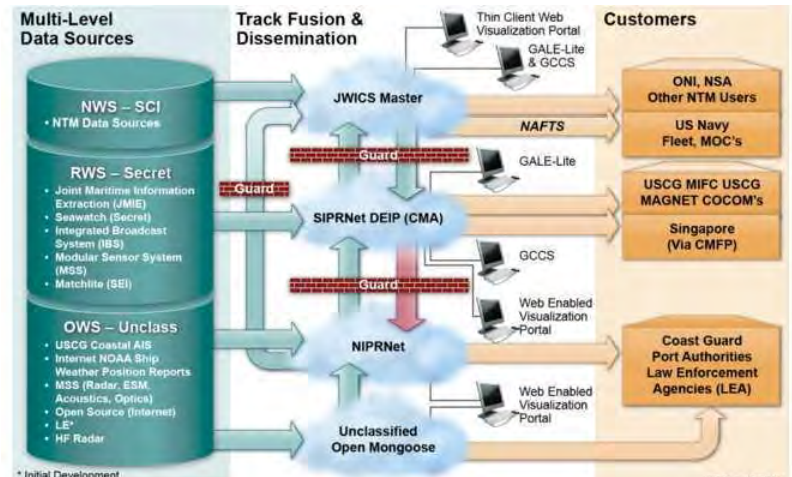 Multi-Level
Data Sources
Track Fusion &
Dissemination
Customers
NWS – SCI
• NTM Data Sources
RWS – Secret
• Joint Maritime Information
Extraction (JMIE)
• Seawatch (Secret)
• Integrated Broadcast
System (IBS)
• Modular Sensor System
(MSS)
• Matchlite (SEI)
OWS – Unclass
• USCG Coastal AIS
• Internet NOAA Ship
Weather Position Reports
• MSS (Radar, ESM,
Acoustics, Optics)
• Open Source (Internet)
• LE*
• HF Radar
* Initial Development
Thin Client Web
Visualization Portal
GALE-Lite
& GCCS
JWICS Master
NAFTS
Guard
Guard
GALE-Lite
SIPRNet DEIP (CMA)
GCCS
Guard
Web Enabled
Visualization
Portal
NIPRNet
Web Enabled
Visualization
Portal
Unclassified
Open Mongoose
ONI, NSA
Other NTM Users
US Navy
Fleet, MOC's
USCG MIFC USCG
MAGNET COCOM's
Singapore
(Via CMFP)
Coast Guard
Port Authorities
Law Enforcement
Agencies (LEA)